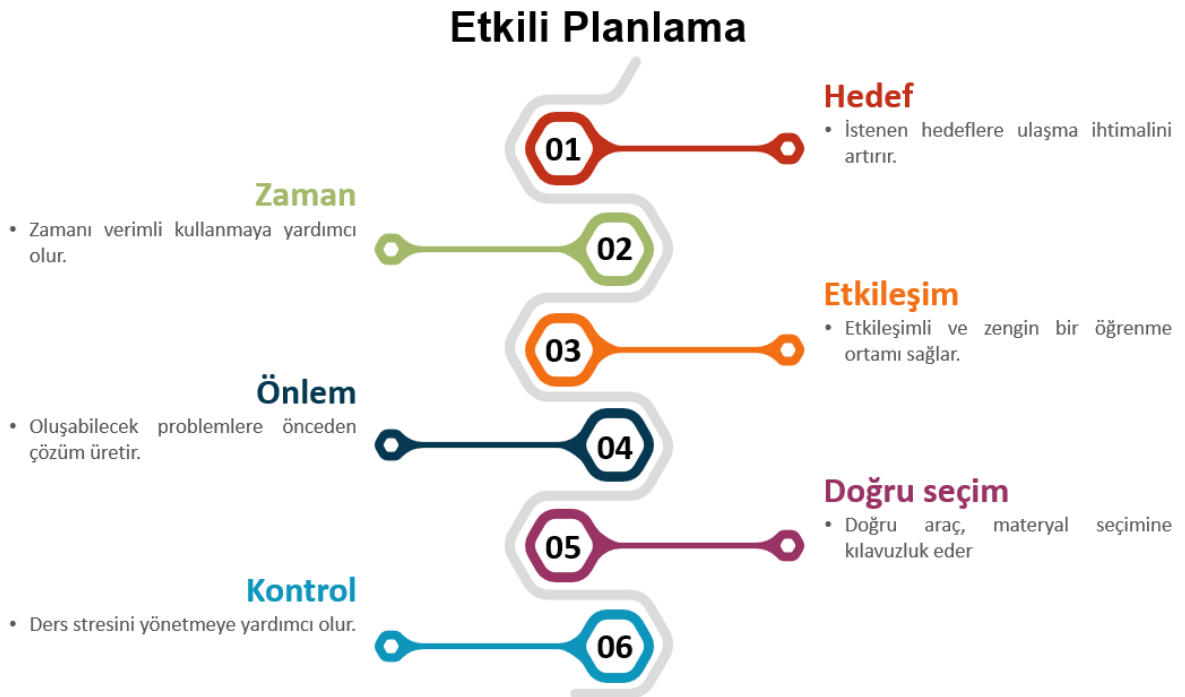 Etkili Planlama
01
Hedef
• İstenen hedeflere ulaşma ihtimalini
artırır.
Zaman
• Zamanı verimli kullanmaya yardımcı
olur.
02
03
Etkileşim
• Etkileşimli ve zengin bir öğrenme
ortamı sağlar.
Önlem
• Oluşabilecek problemlere önceden
çözüm üretir.
04
05
Doğru seçim
• Doğru araç, materyal seçimine
kılavuzluk eder
Kontrol
• Ders stresini yönetmeye yardımcı olur.
06